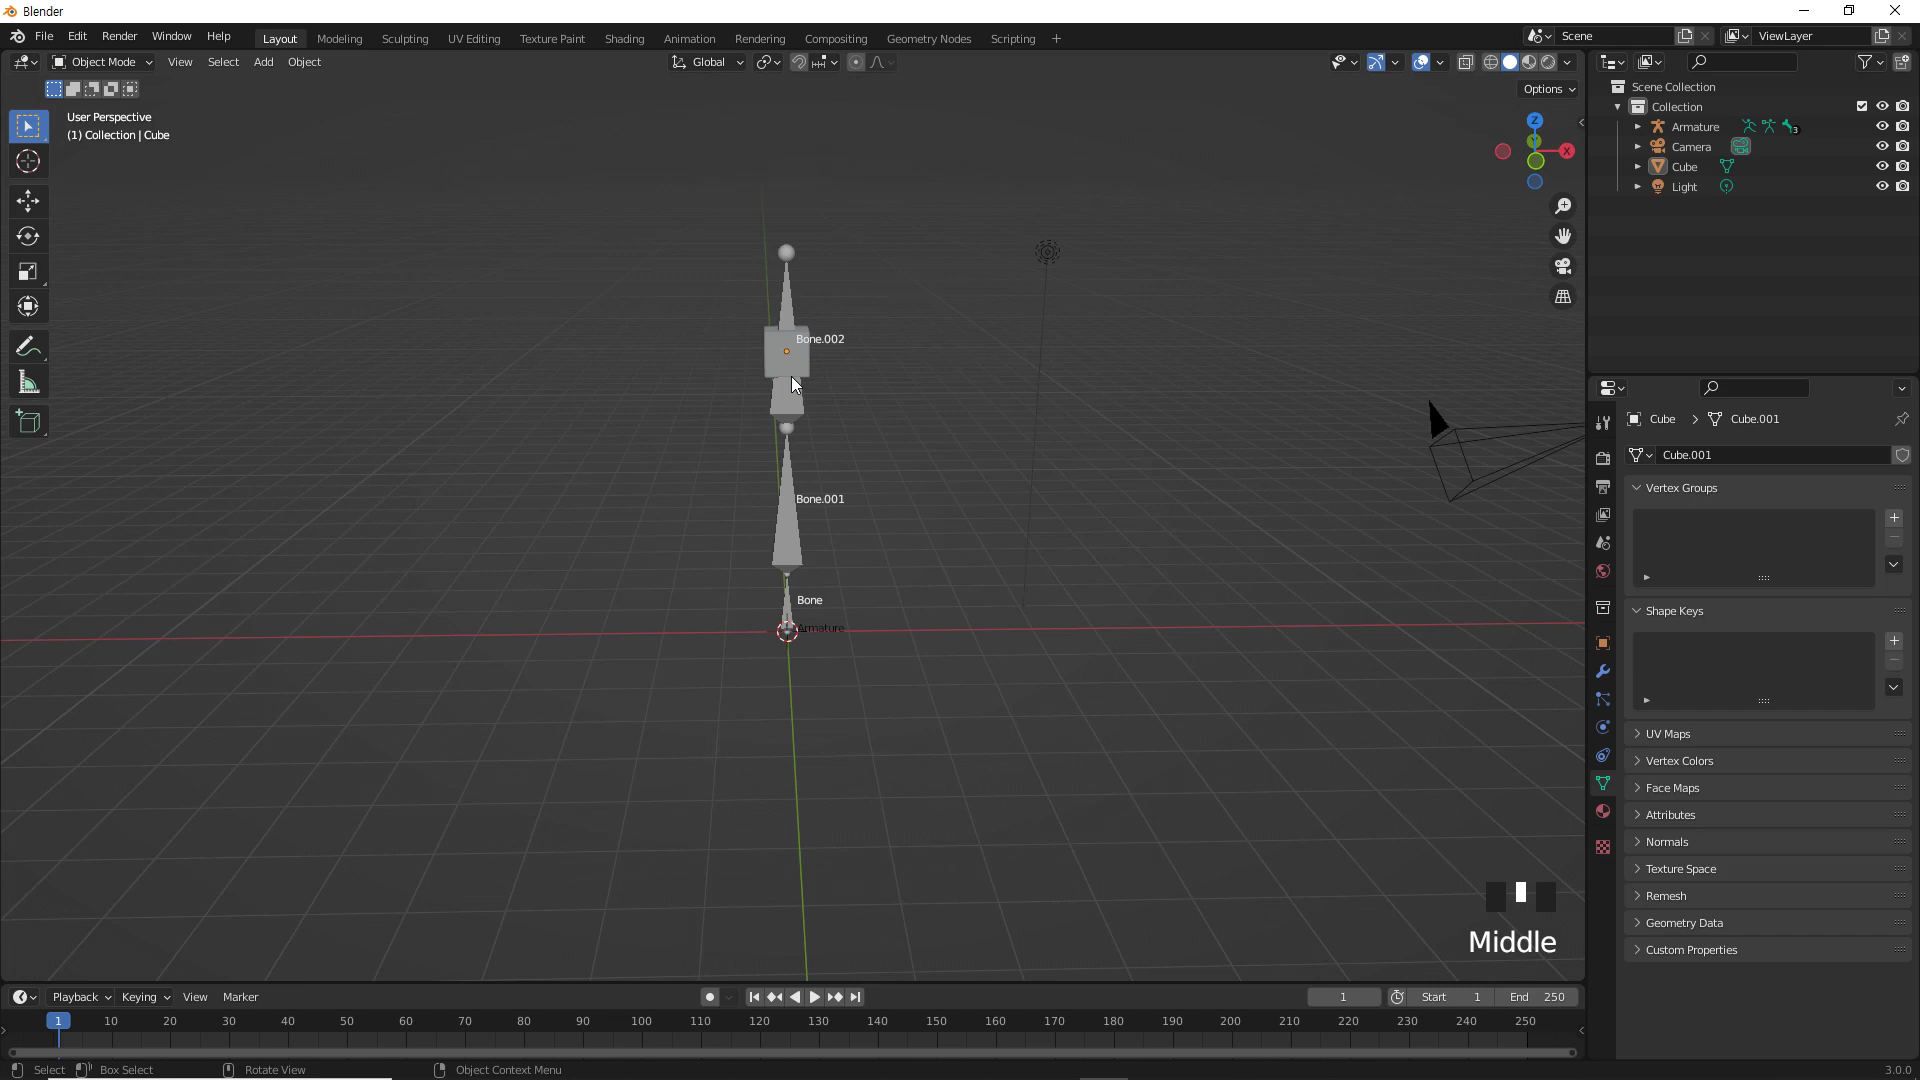 Blender
File Edit Render Window Help Layout Modeling Sculpting UV Editing Texture Paint Shading Animation Rendering Compositing Geometry Nodes Scripting + Scene ViewLayer
Object Mode View Select Add Object Global
Options
User Perspective
(1) Collection | Cube
Z
Y
X
Scene Collection
Collection
Armature 3
Camera
Cube
Light
Bone.002
Bone.001
Bone
Armature
Cube > Cube.001
Cube.001
Vertex Groups
Shape Keys
UV Maps
Vertex Colors
Face Maps
Attributes
Normals
Texture Space
Remesh
Geometry Data
Custom Properties
Middle
Playback Keying View Marker 1 Start 1 End 250
1 10 20 30 40 50 60 70 80 90 100 110 120 130 140 150 160 170 180 190 200 210 220 230 240 250
Select Box Select Rotate View Object Context Menu 3.0.0